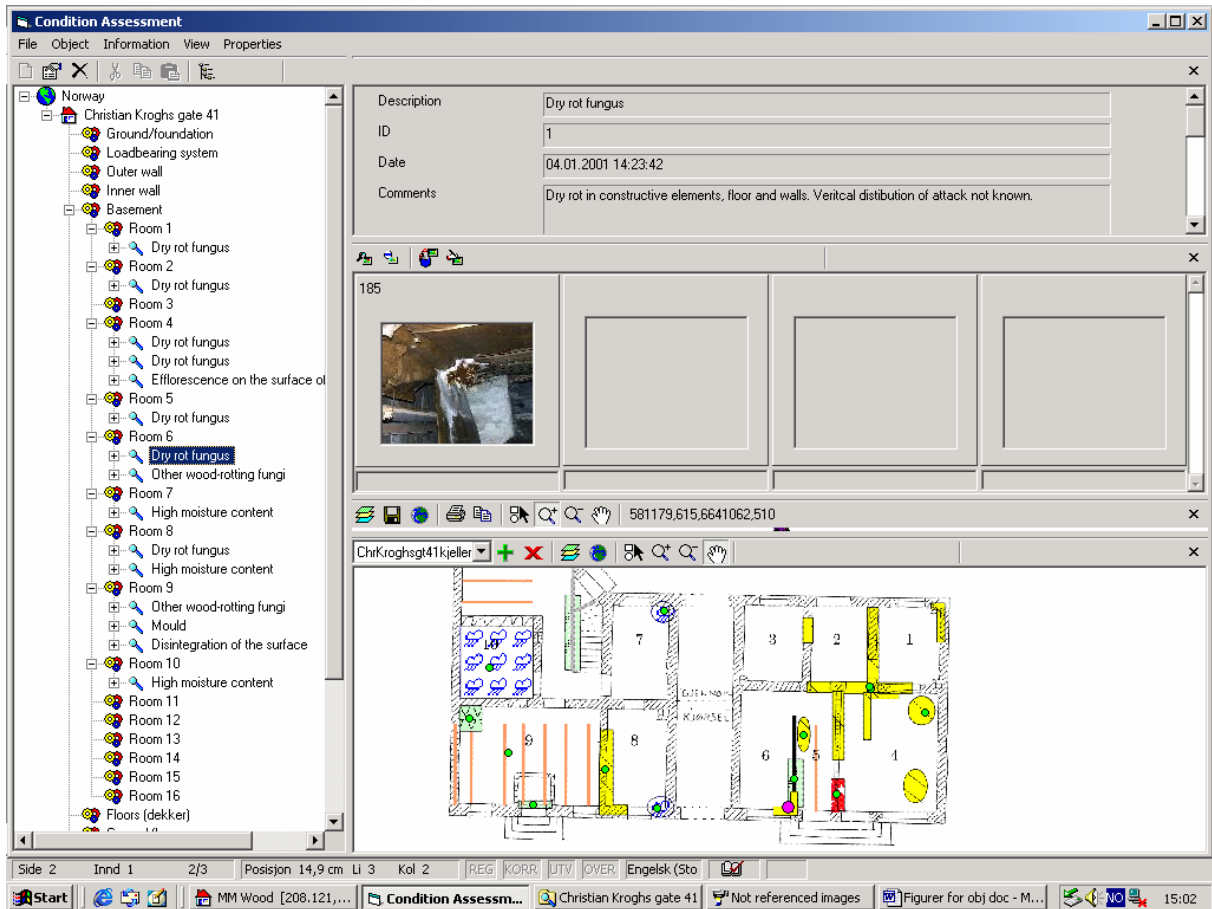 Condition Assessment
File Object Information View Properties
Norway
Christian Kroghs gate 41
Ground/foundation
Loadbearing system
Outer wall
Inner wall
Basement
Room 1
Dry rot fungus
Room 2
Dry rot fungus
Room 3
Room 4
Dry rot fungus
Dry rot fungus
Efflorescence on the surface of
Room 5
Dry rot fungus
Room 6
Dry rot fungus
Other wood-rotting fungi
Room 7
High moisture content
Room 8
Dry rot fungus
High moisture content
Room 9
Other wood-rotting fungi
Mould
Disintegration of the surface
Room 10
High moisture content
Room 11
Room 12
Room 13
Room 14
Room 15
Room 16
Floors (dekker)
Description Dry rot fungus
ID 1
Date 04.01.2001 14:23:42
Comments Dry rot in constructive elements, floor and walls. Veritcal distibution of attack not known.
185
581179,615,6641062,510
ChrKroghsgt41kjeller
7 3 2 1
10
KJØRSEL
9 8 6 5 4
Side 2 Innd 1 2/3 Posisjon 14,9 cm Li 3 Kol 2 REG KORR UTV OVER Engelsk (Sto
Start MM Wood [208.121,... Condition Assessm... Christian Kroghs gate 41 Not referenced images Figurer for obj doc - M... NO 15:02